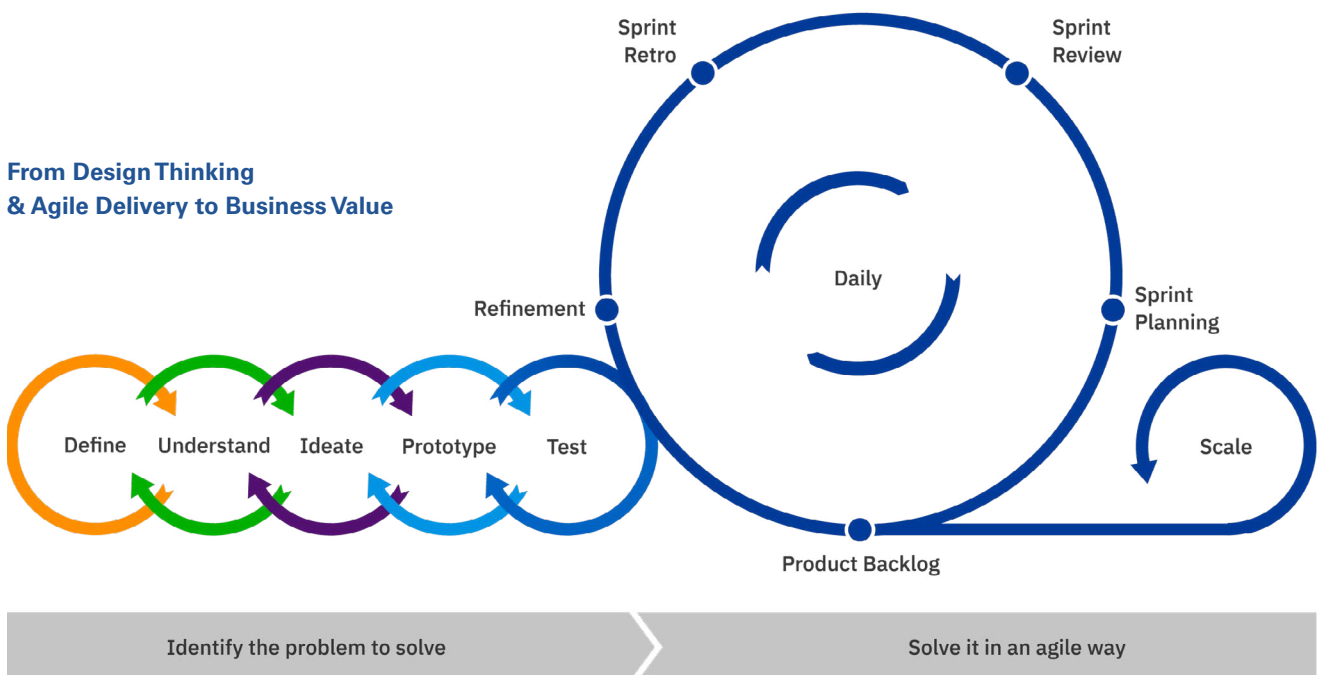 Sprint
Retro
Sprint
Review
From Design Thinking
& Agile Delivery to Business Value
Daily
Refinement
Sprint
Planning
Define
Understand
Ideate
Prototype
Test
Scale
Product Backlog
Identify the problem to solve
Solve it in an agile way